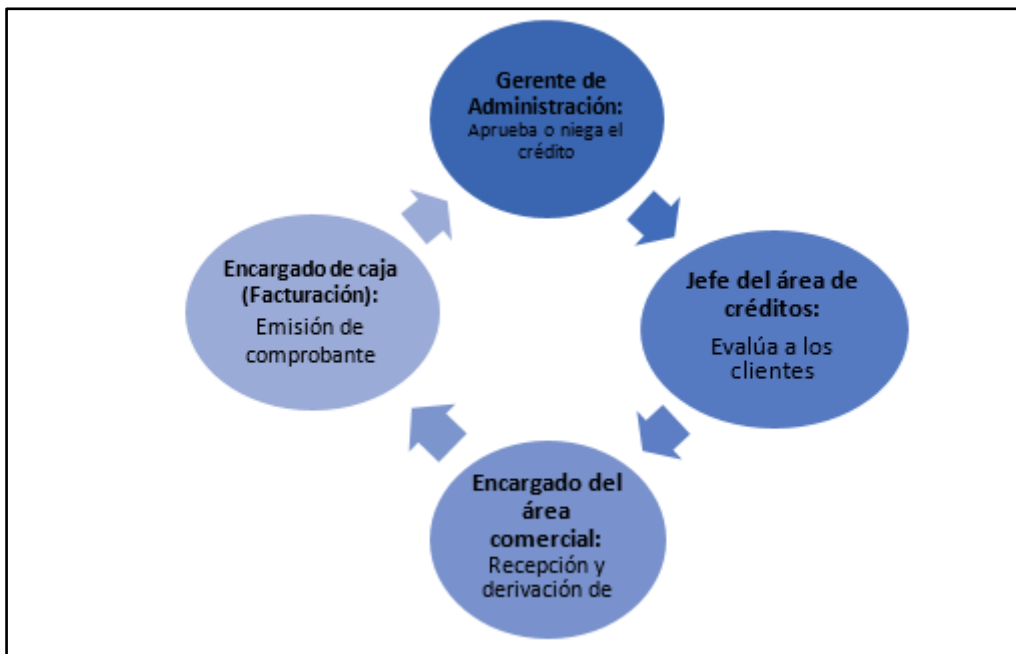 Gerente de
Administración:
Aprueba o niega el
crédito
Jefe del área de
créditos:
Evalúa a los
clientes
Encargado del
área
comercial:
Recepción y
derivación de
Encargado de caja
(Facturación):
Emisión de
comprobante